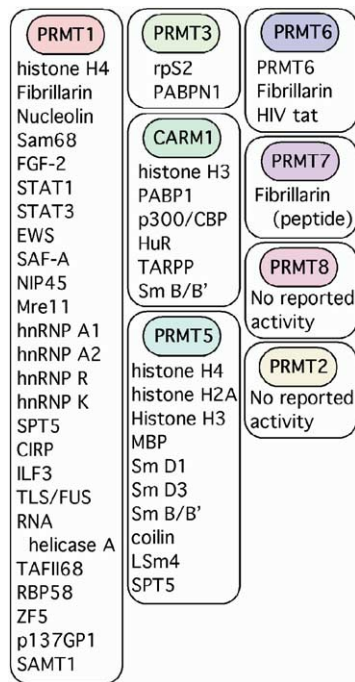 PRMT1
histone H4
Fibrillarin
Nucleolin
Sam68
FGF-2
STAT1
STAT3
EWS
SAF-A
NIP45
Mre11
hnRNP A1
hnRNP A2
hnRNP R
hnRNP K
SPT5
CIRP
ILF3
TLS/FUS
RNA
helicase A
TAFII68
RBP58
ZF5
p137GP1
SAMT1
PRMT3
rpS2
PABPN1
CARM1
histone H3
PABP1
p300/CBP
HuR
TARPP
Sm B/B'
PRMT5
histone H4
histone H2A
Histone H3
MBP
Sm D1
Sm D3
Sm B/B'
coilin
LSm4
SPT5
PRMT6
PRMT6
Fibrillarin
HIV tat
PRMT7
Fibrillarin
(peptide)
PRMT8
No reported
activity
PRMT2
No reported
activity